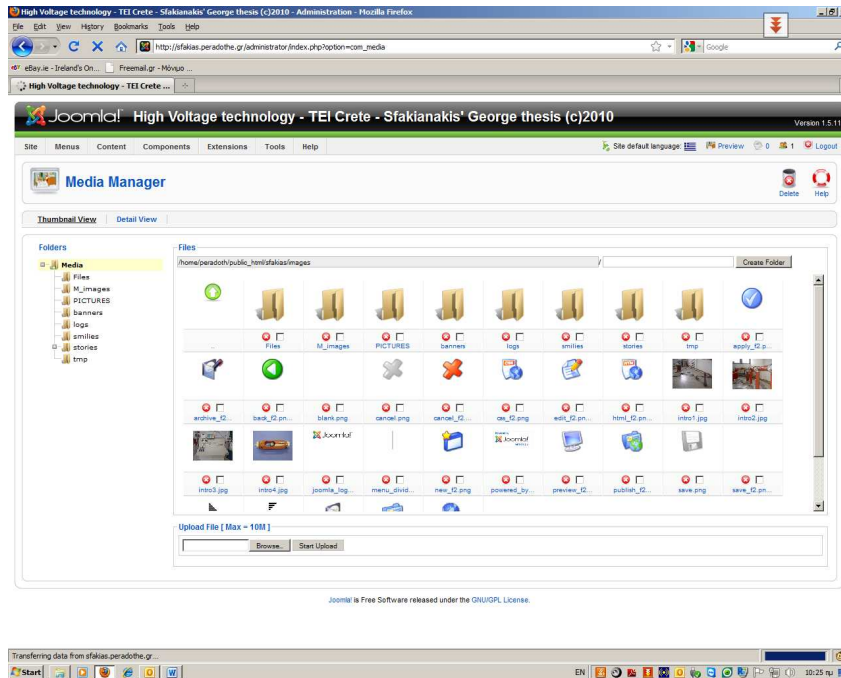 High Voltage technology - TEI Crete - Sfakianakis' George thesis (c)2010 - Administration - Mozilla Firefox
File Edit View History Bookmarks Tools Help
http://sfakias.peradothe.gr/administrator/index.php?option=com_media
Google
eBay.ie - Ireland's On... Freemail.gr - Μόνιμο ...
High Voltage technology - TEI Crete ...
Joomla! High Voltage technology - TEI Crete - Sfakianakis' George thesis (c)2010
Version 1.5.11
Site Menus Content Components Extensions Tools Help
Site default language: Preview 0 1 Logout
Media Manager
Delete Help
Thumbnail View Detail View
Folders
Media
Files
M_images
PICTURES
banners
logs
smilies
stories
tmp
Files
/home/peradoth/public_html/sfakias/images / Create Folder
..
Files M_images PICTURES banners logs smilies stories tmp apply_f2.p...
archive_f2... back_f2.pn... blank.png cancel.png cancel_f2.... css_f2.png edit_f2.pn... html_f2.pn... intro1.jpg intro2.jpg
Joomla!
Joomla!
intro3.jpg intro4.jpg joomla_log... menu_divid... new_f2.png powered_by... preview_f2... publish_f2... save.png save_f2.pn...
Upload File [ Max = 10M ]
Browse... Start Upload
Joomla! is Free Software released under the GNU/GPL License.
Transferring data from sfakias.peradothe.gr...
Start
EN
10:25 πμ